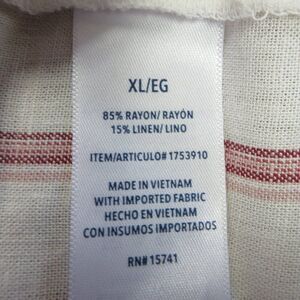 XL/EG
85% RAYON/RAYÓN
15% LINEN/LINO
ITEM/ARTICULO# 1753910
MADE IN VIETNAM
WITH IMPORTED FABRIC
HECHO EN VIETNAM
CON INSUMOS IMPORTADOS
RN# 15741